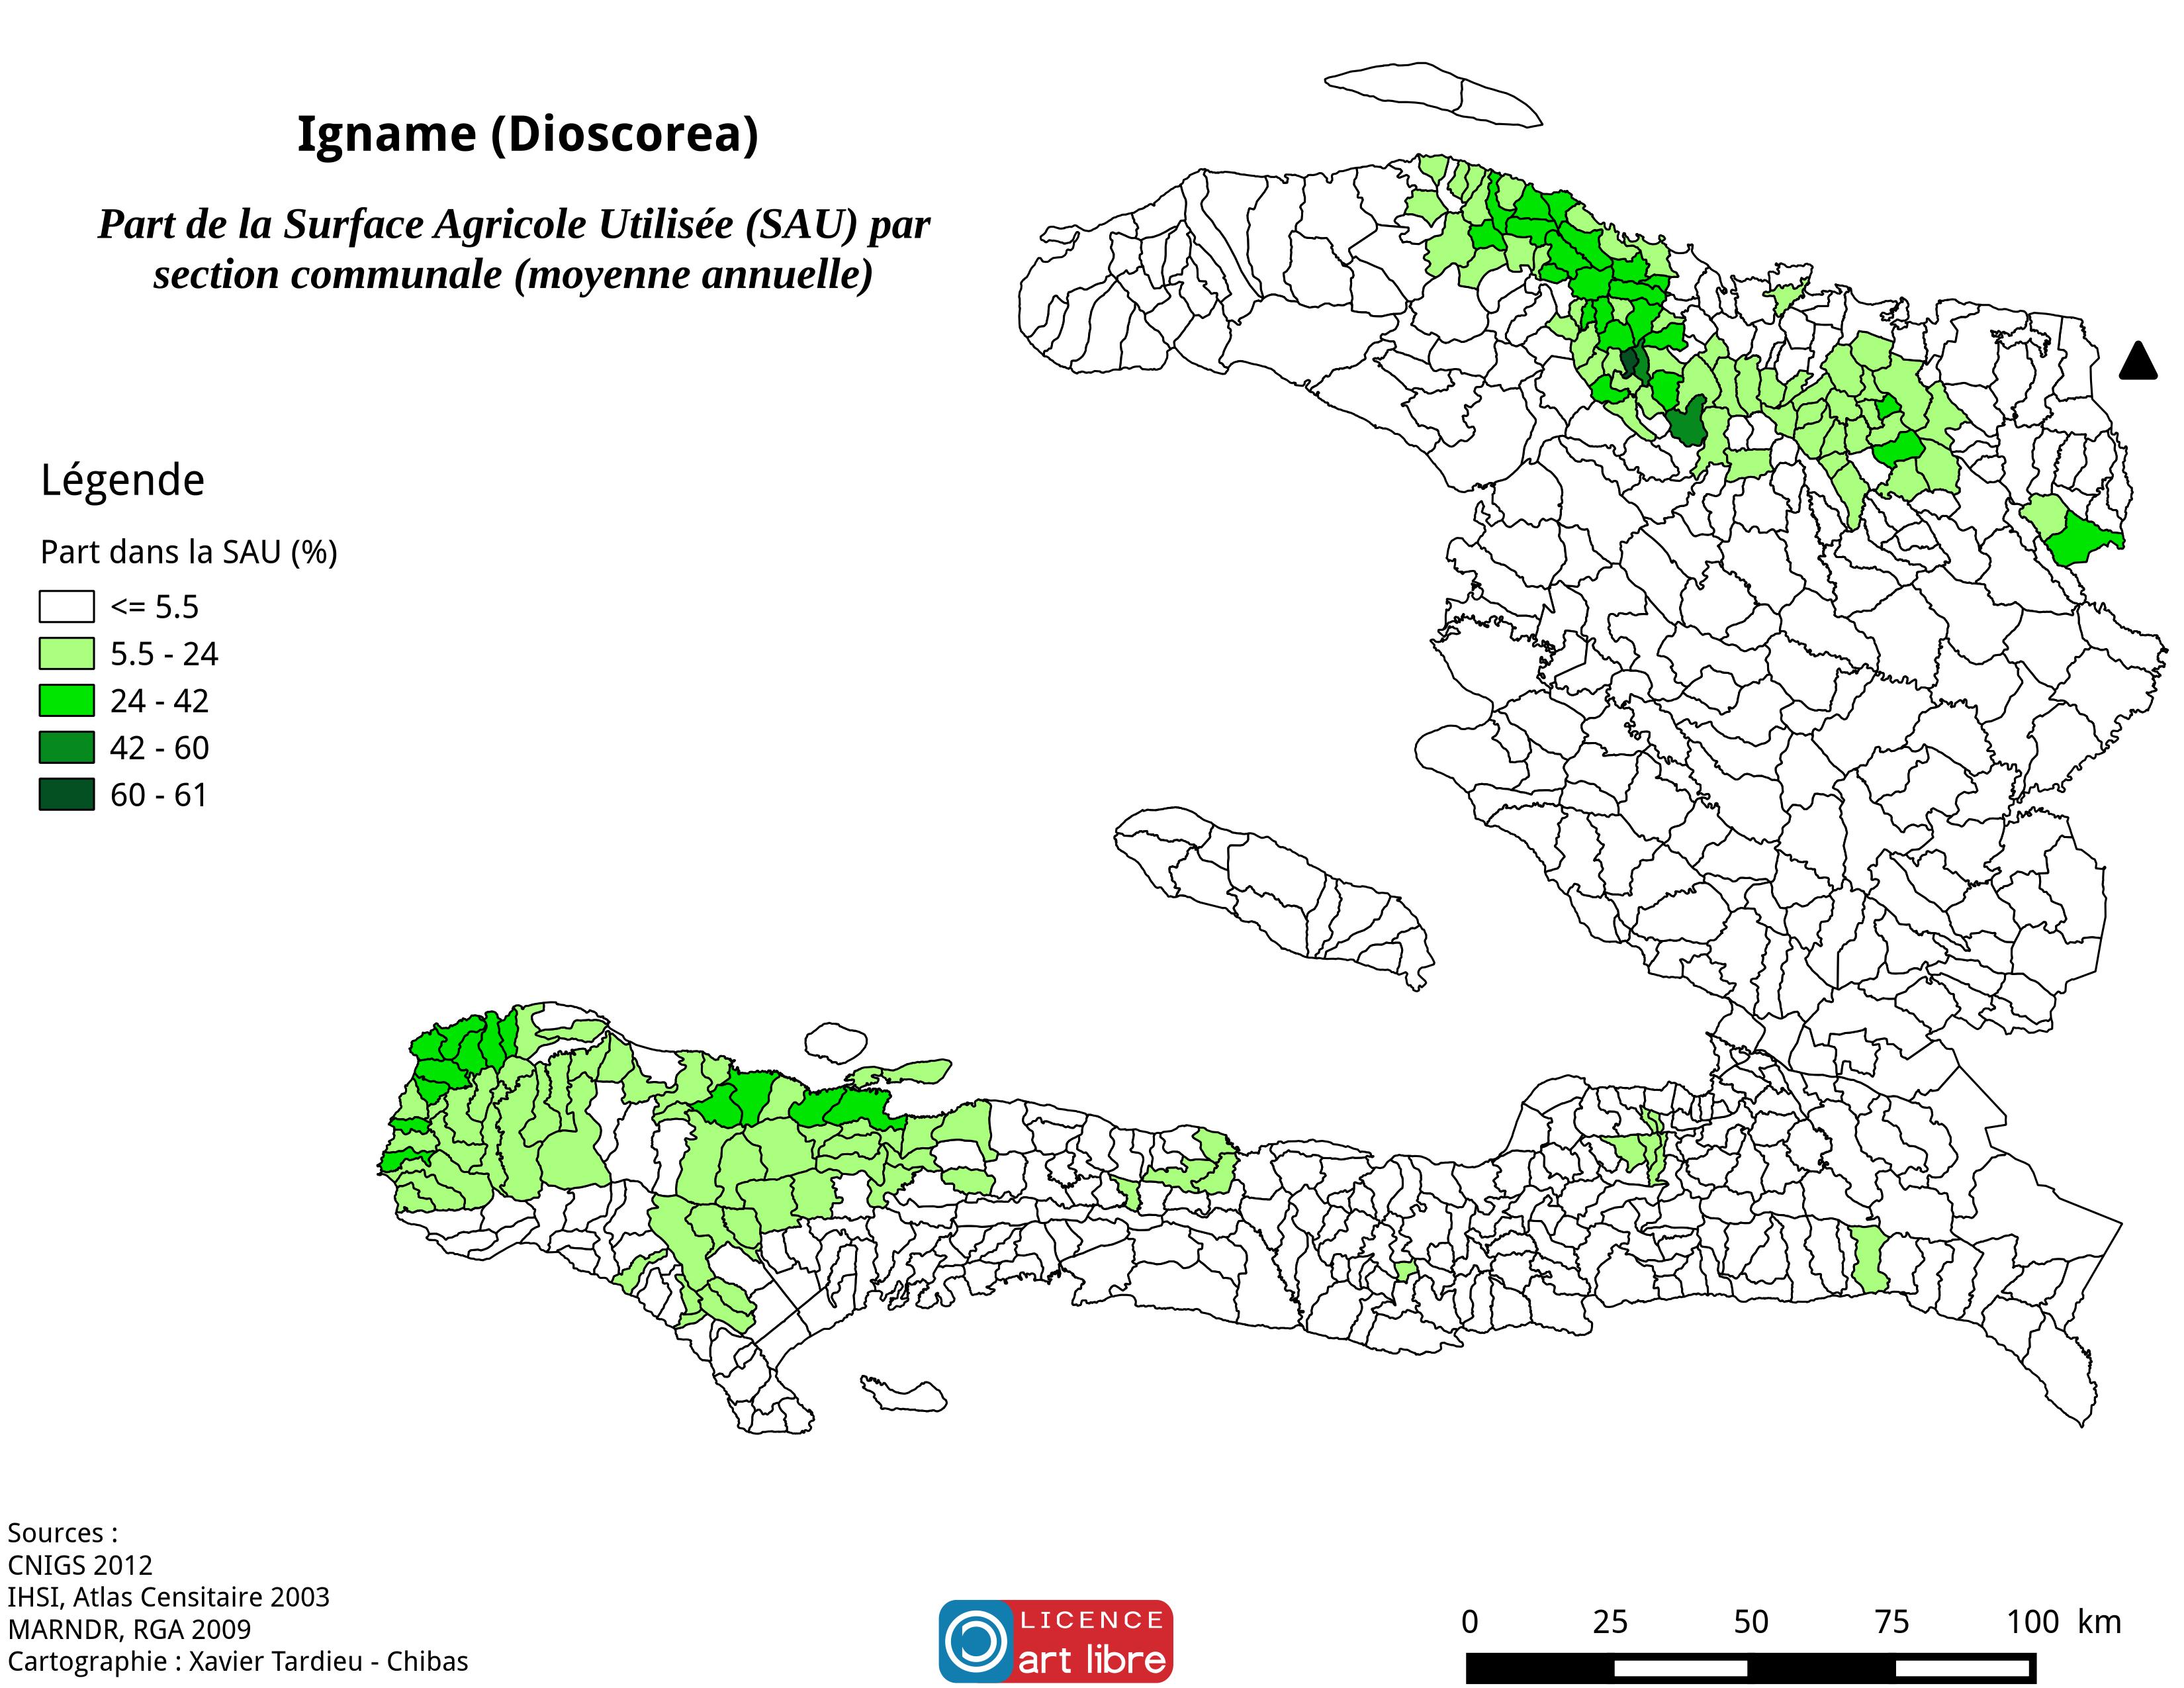 Igname (Dioscorea)
Part de la Surface Agricole Utilisée (SAU) par
section communale (moyenne annuelle)
Légende
Part dans la SAU (%)
<= 5.5
5.5 - 24
24 - 42
42 - 60
60 - 61
Sources :
CNIGS 2012
IHSI, Atlas Censitaire 2003
MARNDR, RGA 2009
Cartographie : Xavier Tardieu - Chibas
LICENCE
art libre
0 25 50 75 100 km